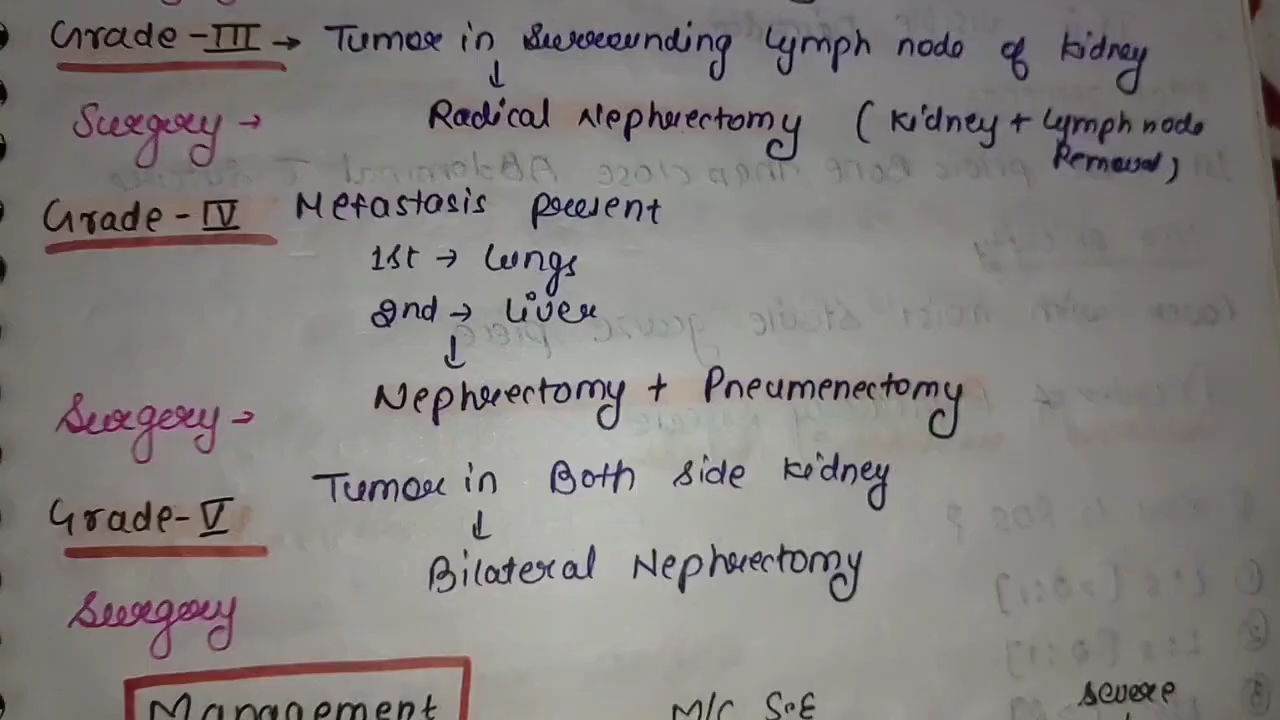 Grade-III → Tumor in Surrounding Lymph node of kidney
↓
Surgery → Radical Nephrectomy (kidney + Lymph node Removal)
Grade-IV Metastasis present
1st → Lungs
2nd → Liver
↓
Surgery → Nephrectomy + Pneumenectomy
Grade-V Tumor in Both side kidney
↓
Surgery Bilateral Nephrectomy
Management M/C S.E severe